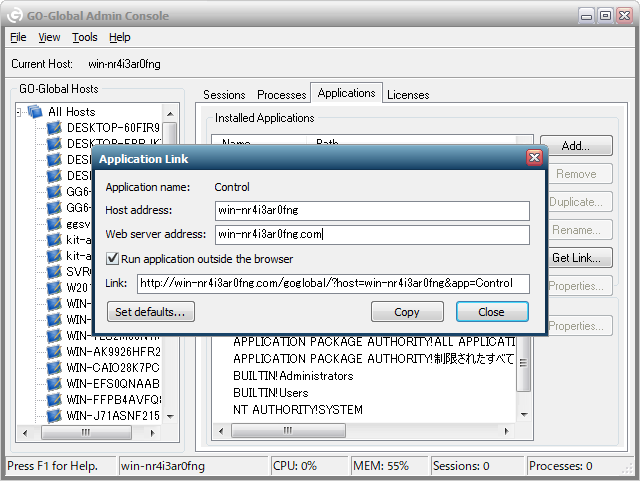 GO-Global Admin Console
File View Tools Help
Current Host: win-nr4i3ar0fng
GO-Global Hosts
All Hosts
DESKTOP-60FIR9
DESKTOP-
DES
DES
GG6-
GG6-
ggsv
kit-a
kit-a
SVR
W201
WIN-
WIN-
WIN-
WIN-AK9926HFR2
WIN-CAIO28K7PC
WIN-EFS0QNAAB
WIN-FFPB4AVFQ
WIN-J71ASNF215
Sessions Processes Applications Licenses
Installed Applications
Name Path
Add...
Remove
Duplicate...
Rename...
Get Link...
Properties...
Properties...
Application Link
Application name: Control
Host address: win-nr4i3ar0fng
Web server address: win-nr4i3ar0fng.com
Run application outside the browser
Link: http://win-nr4i3ar0fng.com/goglobal/?host=win-nr4i3ar0fng&app=Control
Set defaults... Copy Close
APPLICATION PACKAGE AUTHORITY!ALL APPLICATI
APPLICATION PACKAGE AUTHORITY!制限されたすべて
BUILTIN!Administrators
BUILTIN!Users
NT AUTHORITY!SYSTEM
Press F1 for Help. win-nr4i3ar0fng CPU: 0% MEM: 55% Sessions: 0 Processes: 0